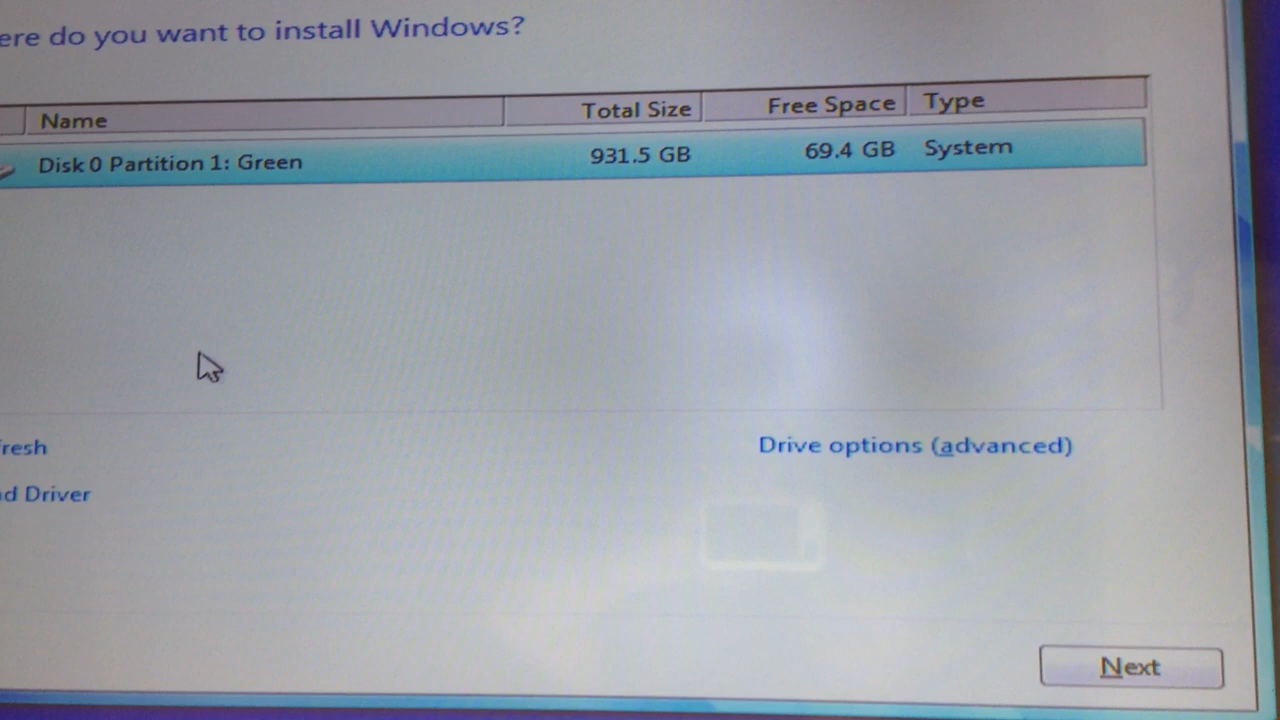 ere do you want to install Windows?
Name Total Size Free Space Type
Disk 0 Partition 1: Green 931.5 GB 69.4 GB System
resh Drive options (advanced)
d Driver
Next